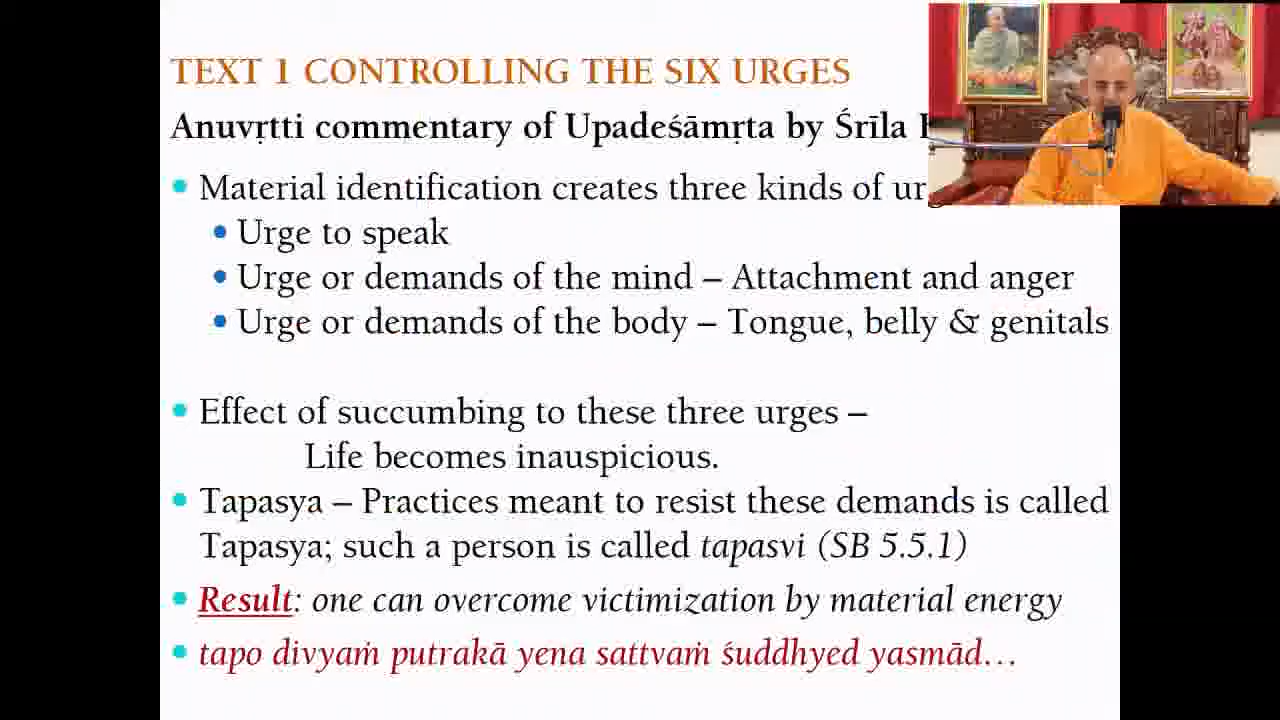 TEXT 1 CONTROLLING THE SIX URGES
Anuvṛtti commentary of Upadeśāmṛta by Śrīla
• Material identification creates three kinds of
• Urge to speak
• Urge or demands of the mind – Attachment and anger
• Urge or demands of the body – Tongue, belly & genitals
• Effect of succumbing to these three urges –
Life becomes inauspicious.
• Tapasya – Practices meant to resist these demands is called
Tapasya; such a person is called tapasvi (SB 5.5.1)
• Result: one can overcome victimization by material energy
• tapo divyaṁ putrakā yena sattvaṁ śuddhyed yasmād…